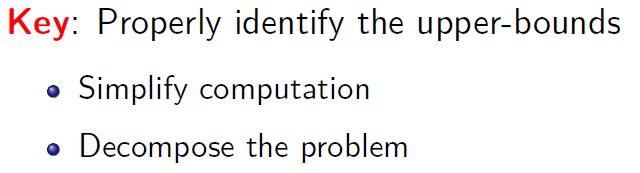 Key: Properly identify the upper-bounds
Simplify computation
Decompose the problem